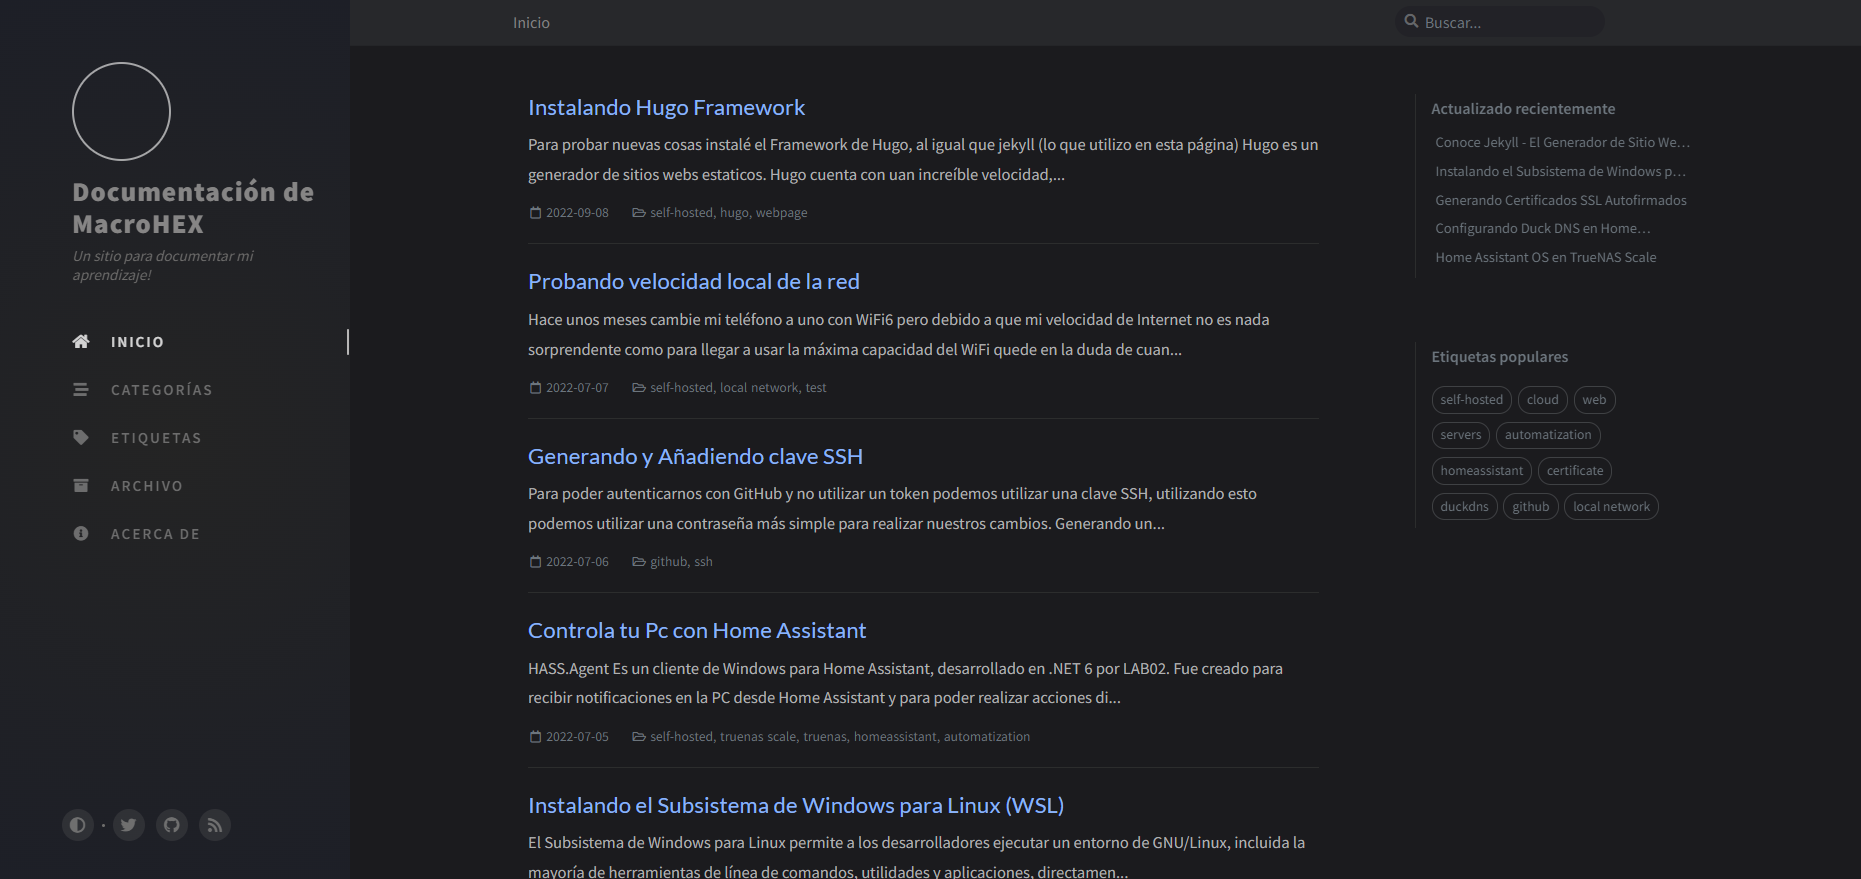 Documentación de
MacroHEX
Un sitio para documentar mi
aprendizaje!
INICIO
CATEGORÍAS
ETIQUETAS
ARCHIVO
ACERCA DE
Inicio
Buscar...
Instalando Hugo Framework
Para probar nuevas cosas instalé el Framework de Hugo, al igual que jekyll (lo que utilizo en esta página) Hugo es un
generador de sitios webs estaticos. Hugo cuenta con uan increíble velocidad,...
2022-09-08 self-hosted, hugo, webpage
Probando velocidad local de la red
Hace unos meses cambie mi teléfono a uno con WiFi6 pero debido a que mi velocidad de Internet no es nada
sorprendente como para llegar a usar la máxima capacidad del WiFi quede en la duda de cuan...
2022-07-07 self-hosted, local network, test
Generando y Añadiendo clave SSH
Para poder autenticarnos con GitHub y no utilizar un token podemos utilizar una clave SSH, utilizando esto
podemos utilizar una contraseña más simple para realizar nuestros cambios. Generando un...
2022-07-06 github, ssh
Controla tu Pc con Home Assistant
HASS.Agent Es un cliente de Windows para Home Assistant, desarrollado en .NET 6 por LAB02. Fue creado para
recibir notificaciones en la PC desde Home Assistant y para poder realizar acciones di...
2022-07-05 self-hosted, truenas scale, truenas, homeassistant, automatization
Instalando el Subsistema de Windows para Linux (WSL)
El Subsistema de Windows para Linux permite a los desarrolladores ejecutar un entorno de GNU/Linux, incluida la
mayoría de herramientas de línea de comandos, utilidades y aplicaciones, directamen...
Actualizado recientemente
Conoce Jekyll - El Generador de Sitio We...
Instalando el Subsistema de Windows p...
Generando Certificados SSL Autofirmados
Configurando Duck DNS en Home...
Home Assistant OS en TrueNAS Scale
Etiquetas populares
self-hosted cloud web
servers automatization
homeassistant certificate
duckdns github local network